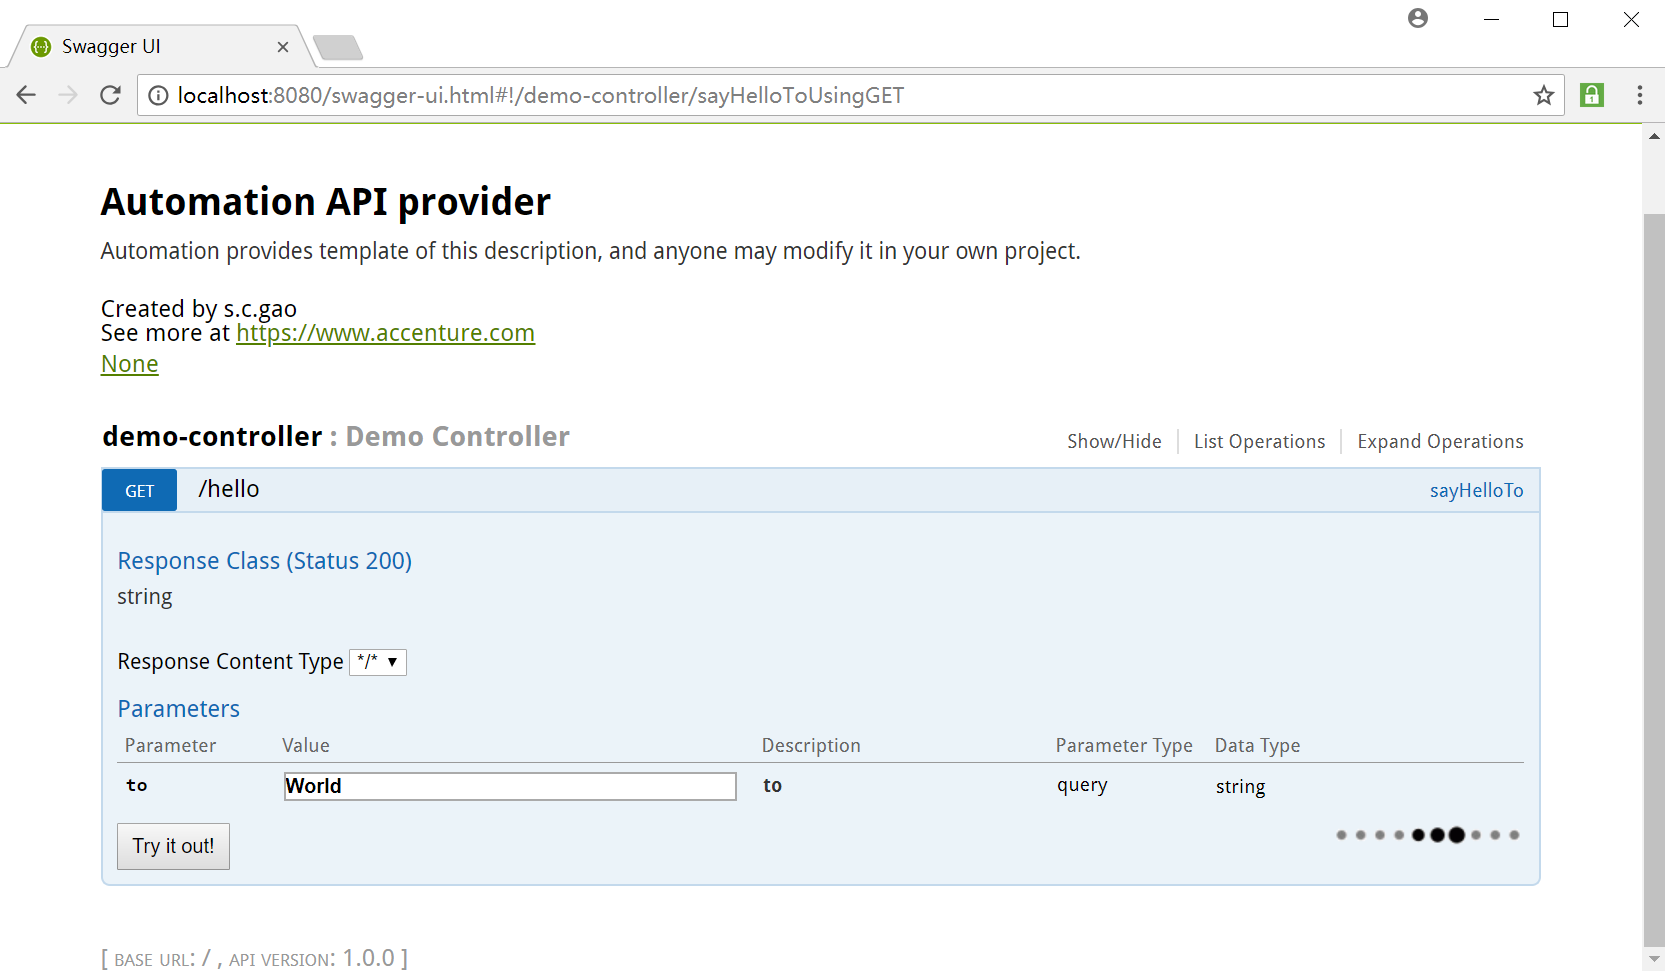 Swagger UI
localhost:8080/swagger-ui.html#!/demo-controller/sayHelloToUsingGET
Automation API provider
Automation provides template of this description, and anyone may modify it in your own project.
Created by s.c.gao
See more at https://www.accenture.com
None
demo-controller : Demo Controller
Show/Hide List Operations Expand Operations
GET /hello sayHelloTo
Response Class (Status 200)
string
Response Content Type */*
Parameters
Parameter Value Description Parameter Type Data Type
to World to query string
Try it out!
[ BASE URL: / , API VERSION: 1.0.0 ]